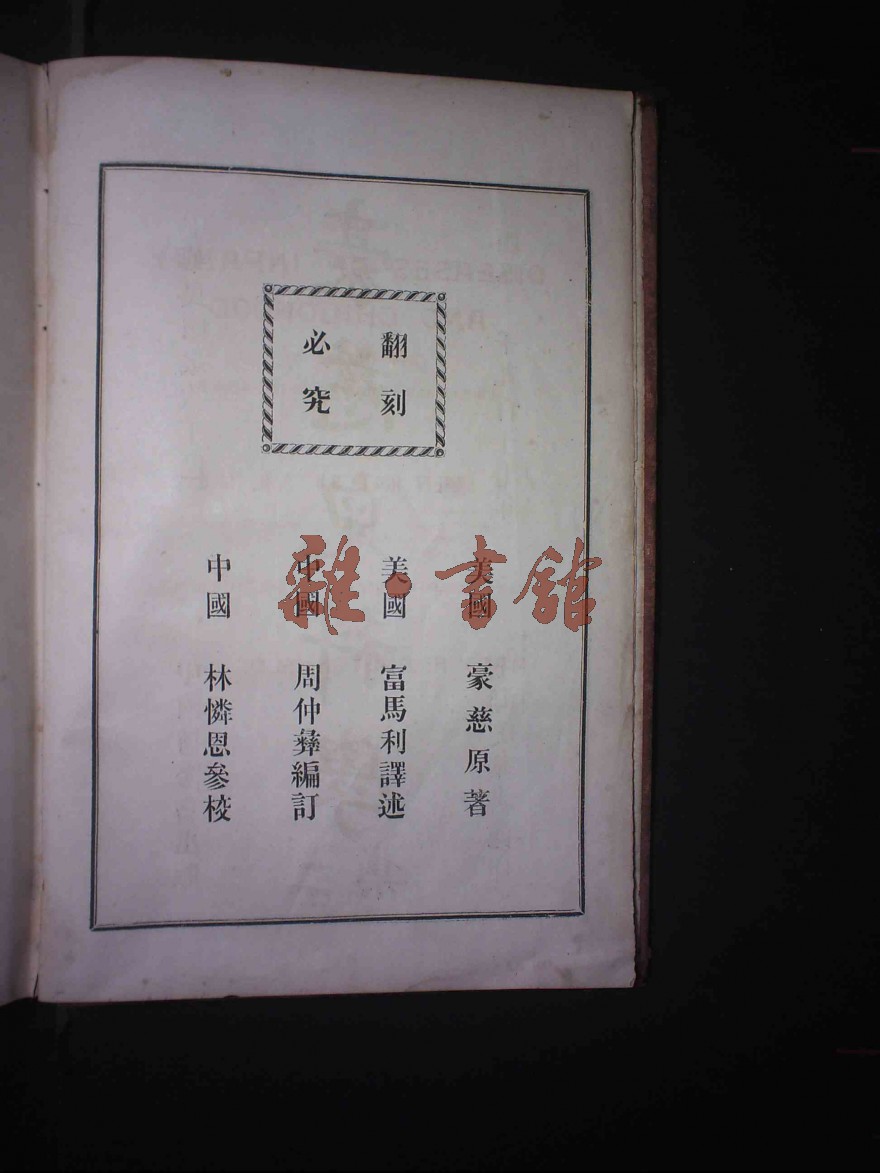 翻刻
必究
美國 豪慈原著
美國 富馬利譯述
中國 周仲彝編訂
中國 林憐恩參校
雜·書館